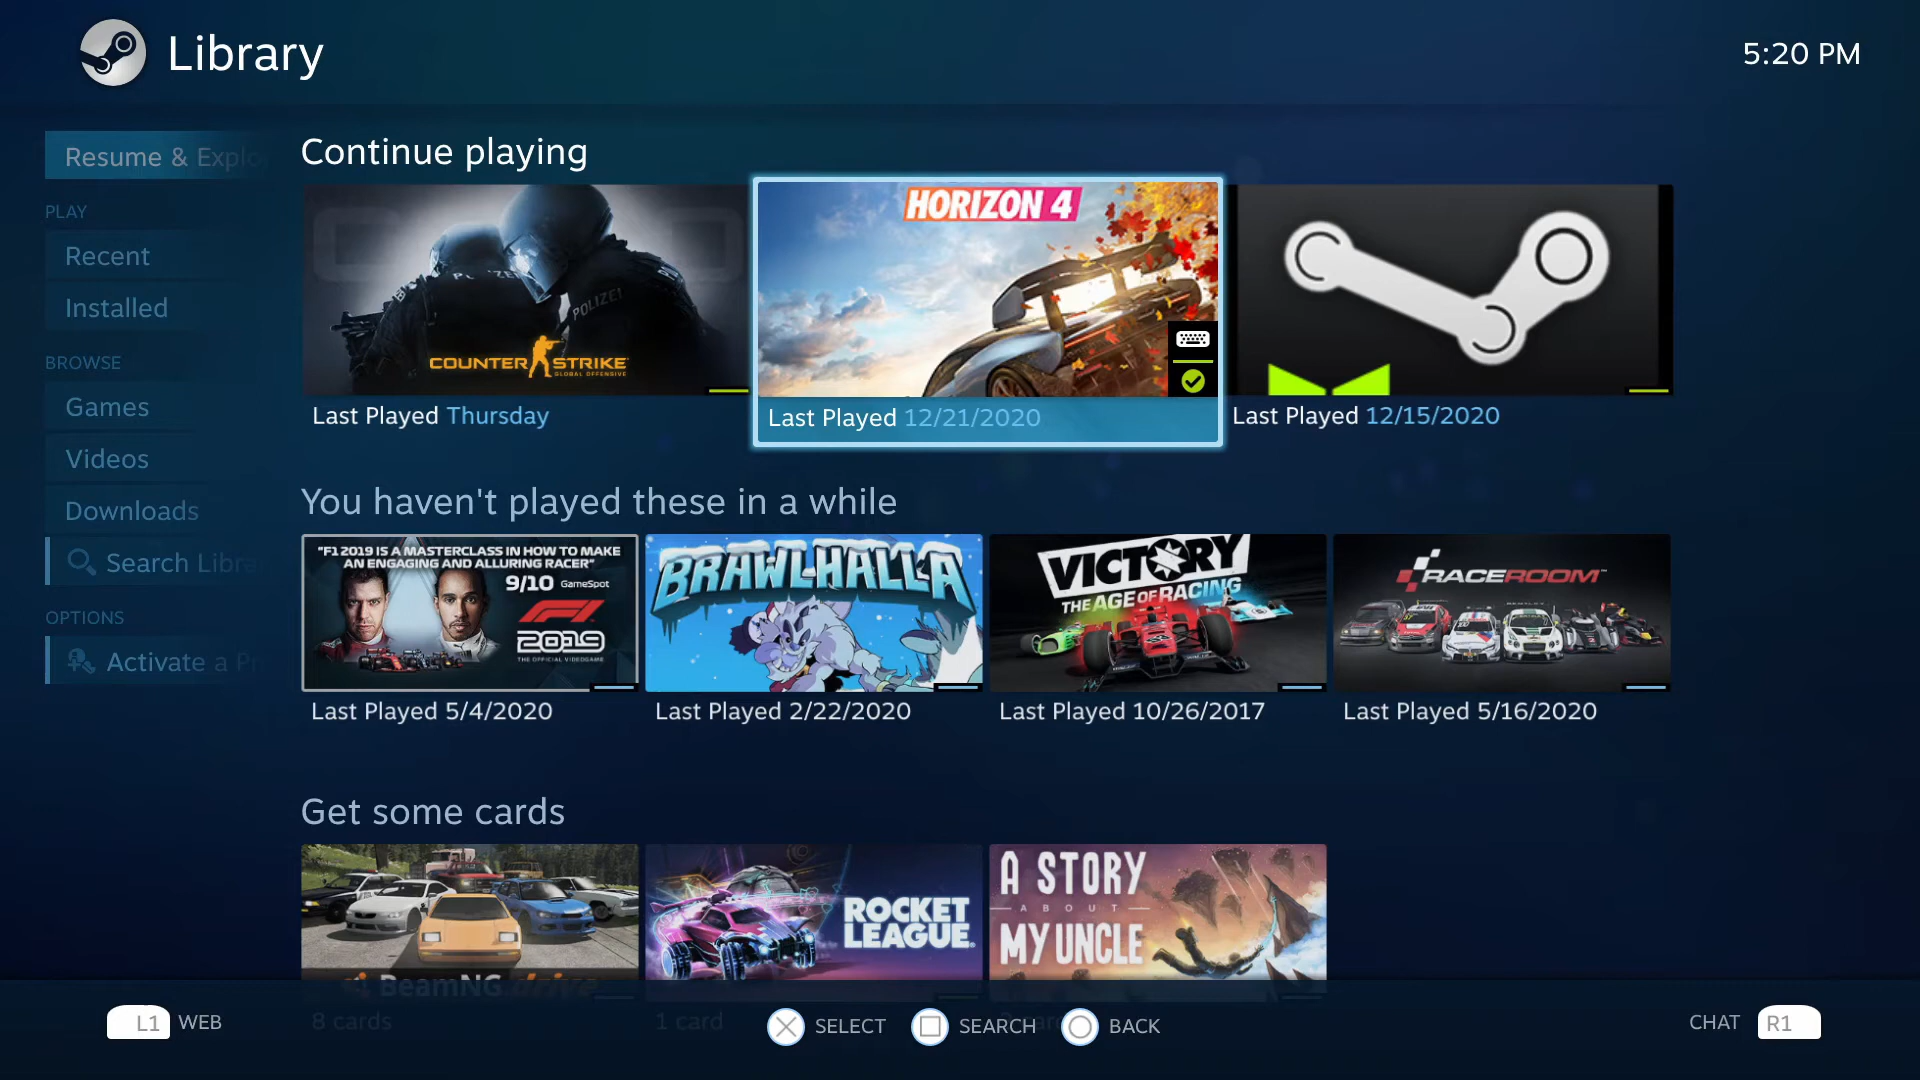 Library
5:20 PM
Resume & Explo
PLAY
Recent
Installed
BROWSE
Games
Videos
Downloads
Search Libra
OPTIONS
Activate a Pr
Continue playing
POLIZEI
COUNTER STRIKE
GLOBAL OFFENSIVE
Last Played Thursday
HORIZON 4
Last Played 12/21/2020
Last Played 12/15/2020
You haven't played these in a while
"F1 2019 IS A MASTERCLASS IN HOW TO MAKE
AN ENGAGING AND ALLURING RACER"
9/10 GameSpot
F1
2019
THE OFFICIAL VIDEOGAME
Last Played 5/4/2020
BRAWLHALLA
Last Played 2/22/2020
VICTORY
THE AGE OF RACING
Last Played 10/26/2017
RACEROOM™
Last Played 5/16/2020
Get some cards
BeamNG drive
8 cards
ROCKET
LEAGUE
1 card
A STORY
ABOUT
MY UNCLE
L1 WEB
SELECT
SEARCH
BACK
CHAT R1